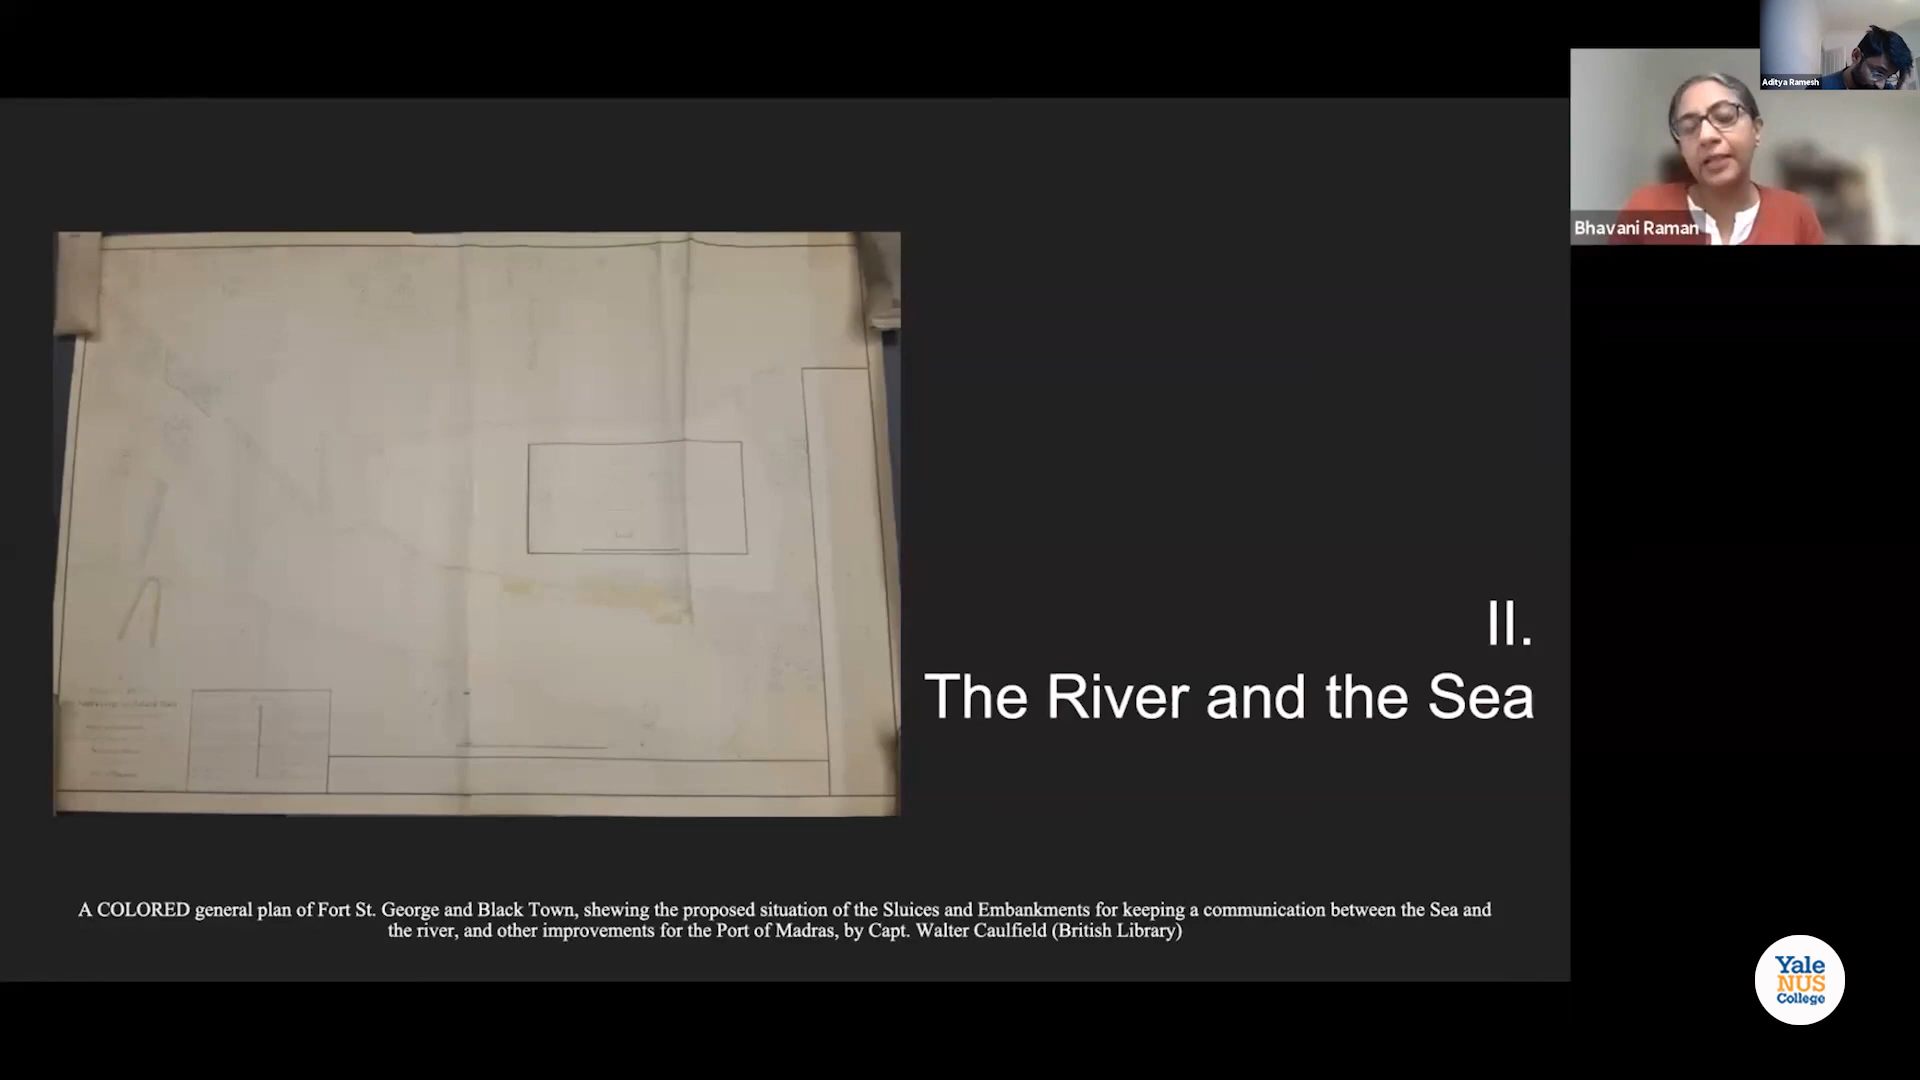 Aditya Ramesh
Bhavani Raman
II.
The River and the Sea
A COLORED general plan of Fort St. George and Black Town, shewing the proposed situation of the Sluices and Embankments for keeping a communication between the Sea and
the river, and other improvements for the Port of Madras, by Capt. Walter Caulfield (British Library)
Yale
NUS
College